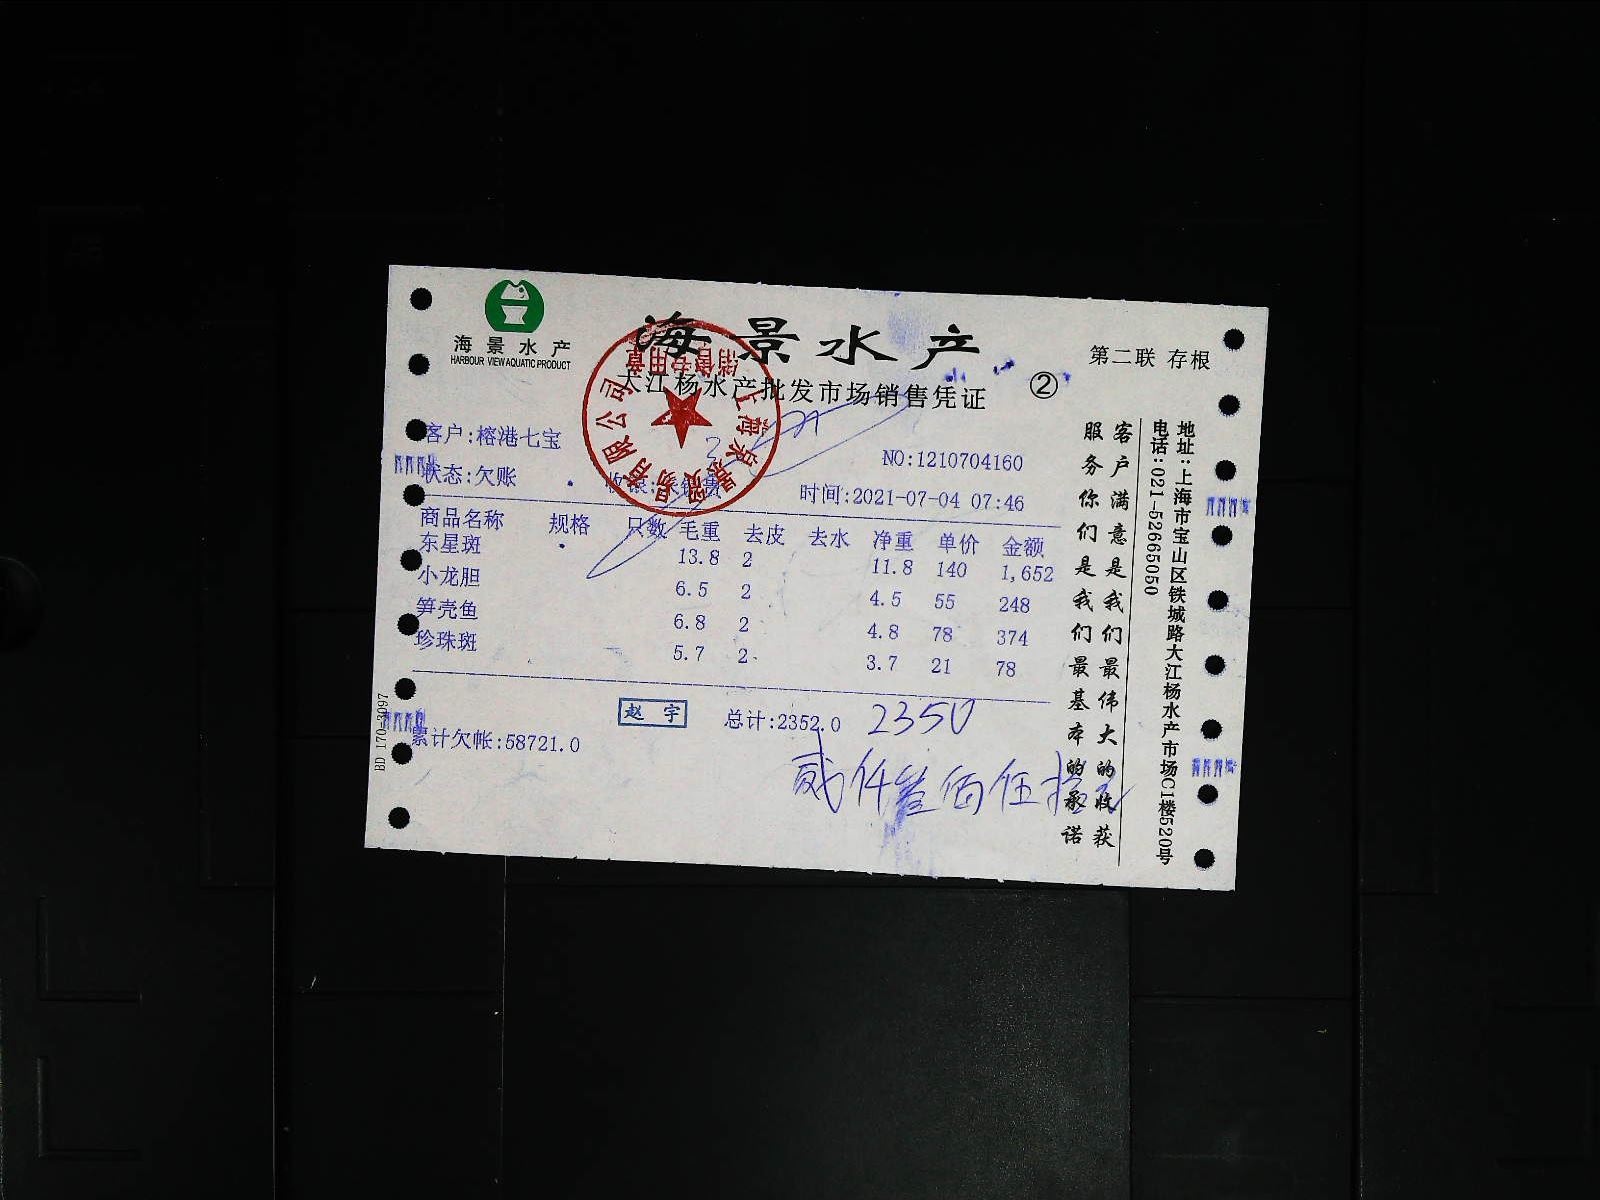 海景水产
HARBOUR VIEW AQUATIC PRODUCT
海景水产
第二联 存根
大江杨水产批发市场销售凭证 ②
销售专用章
客户:榕港七宝
NO:1210704160
状态:欠账
时间:2021-07-04 07:46
商品名称 规格 只数 毛重 去皮 去水 净重 单价 金额
东星斑 13.8 2 11.8 140 1,652
小龙胆 6.5 2 4.5 55 248
笋壳鱼 6.8 2 4.8 78 374
珍珠斑 5.7 2 3.7 21 78
赵宇 总计:2352.0 2350
累计欠帐:58721.0
贰仟叁佰伍拾元
BD 170-3097
客户满意是我们最伟大的收获
服务你们是我们最基本的承诺
地址:上海市宝山区铁城路大江杨水产市场C1楼520号
电话:021-52665050